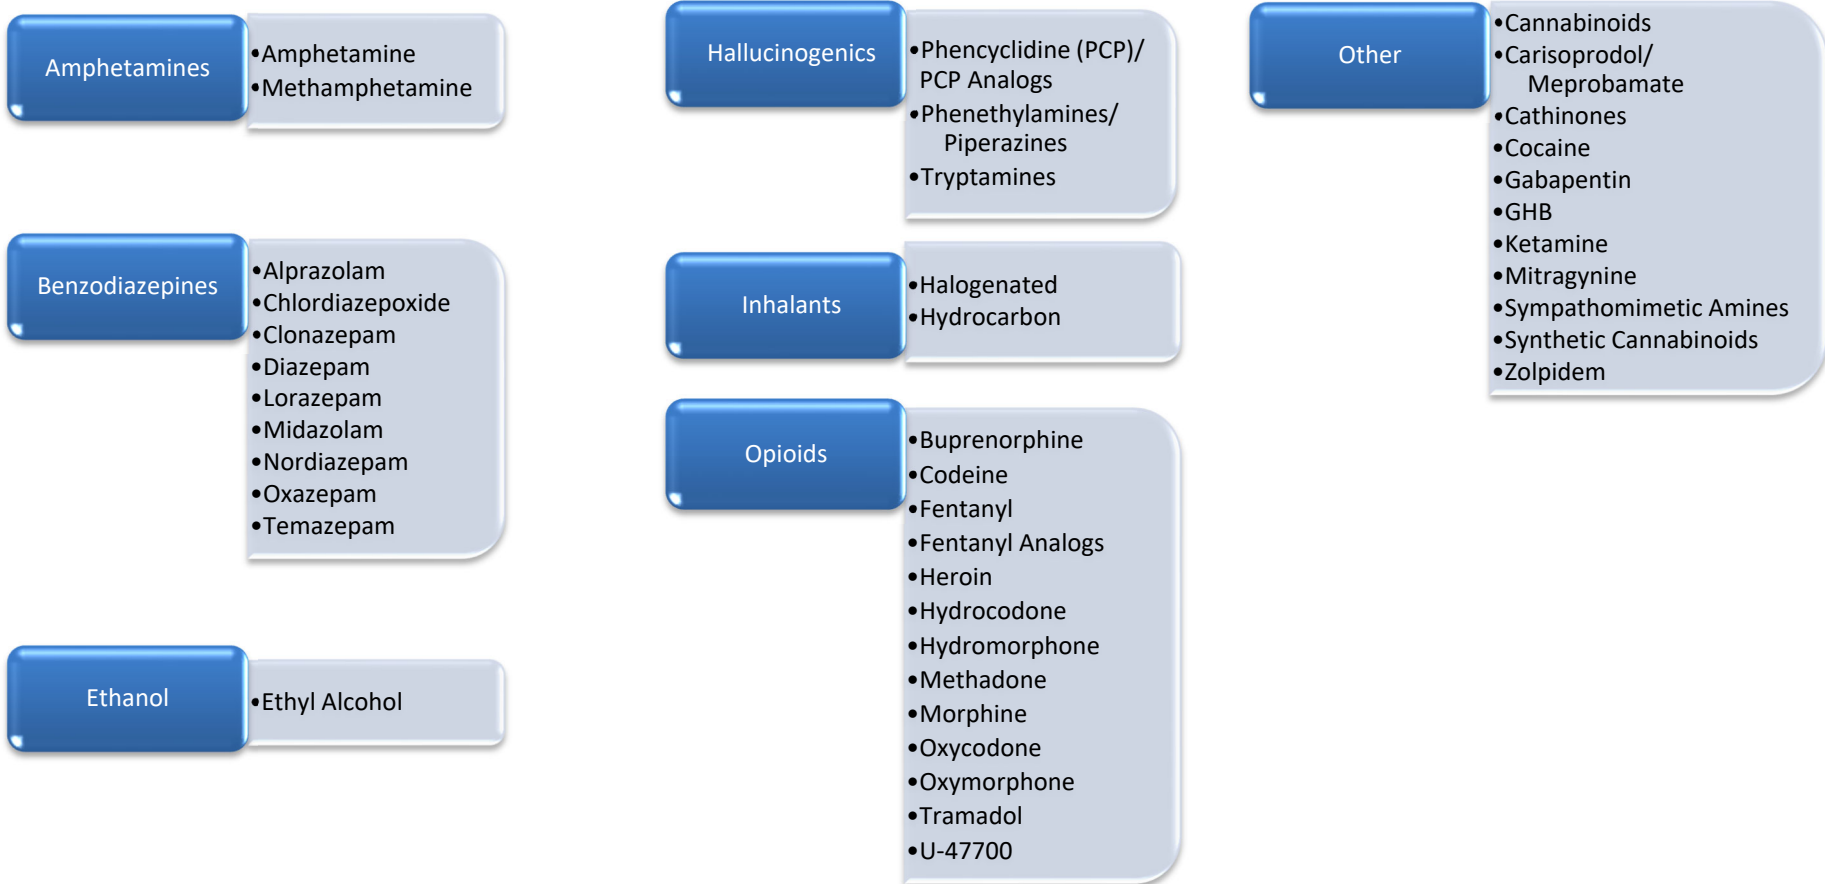 Amphetamines
•Amphetamine
•Methamphetamine
Benzodiazepines
•Alprazolam
•Chlordiazepoxide
•Clonazepam
•Diazepam
•Lorazepam
•Midazolam
•Nordiazepam
•Oxazepam
•Temazepam
Ethanol
•Ethyl Alcohol
Hallucinogenics
•Phencyclidine (PCP)/
PCP Analogs
•Phenethylamines/
Piperazines
•Tryptamines
Inhalants
•Halogenated
•Hydrocarbon
Opioids
•Buprenorphine
•Codeine
•Fentanyl
•Fentanyl Analogs
•Heroin
•Hydrocodone
•Hydromorphone
•Methadone
•Morphine
•Oxycodone
•Oxymorphone
•Tramadol
•U-47700
Other
•Cannabinoids
•Carisoprodol/
Meprobamate
•Cathinones
•Cocaine
•Gabapentin
•GHB
•Ketamine
•Mitragynine
•Sympathomimetic Amines
•Synthetic Cannabinoids
•Zolpidem